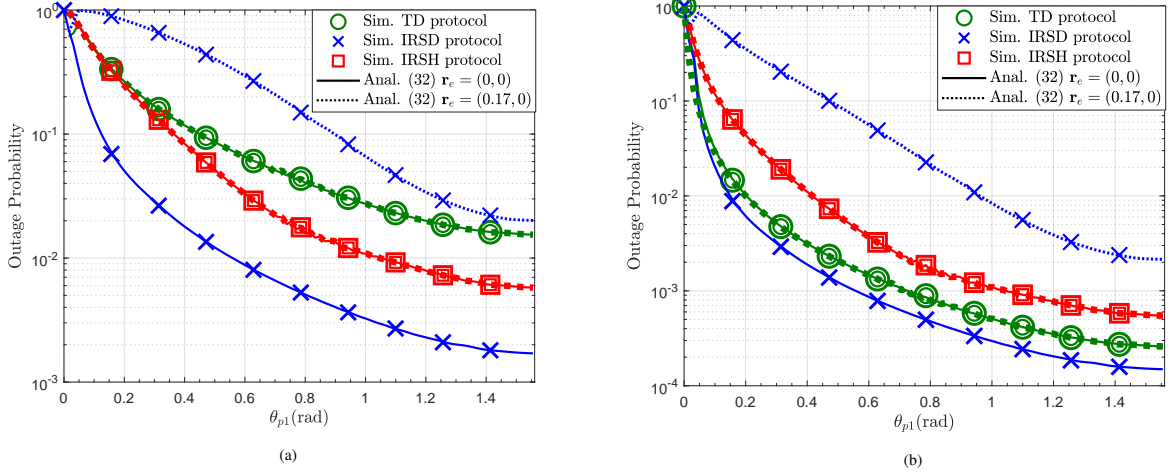 10^0
10^{-1}
10^{-2}
10^{-3}
Outage Probability
Sim. TD protocol
Sim. IRSD protocol
Sim. IRSH protocol
Anal. (32) r_e = (0, 0)
Anal. (32) r_e = (0.17, 0)
0 0.2 0.4 0.6 0.8 1 1.2 1.4
θ_{p1}(rad)
(a)
10^0
10^{-1}
10^{-2}
10^{-3}
10^{-4}
Outage Probability
Sim. TD protocol
Sim. IRSD protocol
Sim. IRSH protocol
Anal. (32) r_e = (0, 0)
Anal. (32) r_e = (0.17, 0)
0 0.2 0.4 0.6 0.8 1 1.2 1.4
θ_{p1}(rad)
(b)